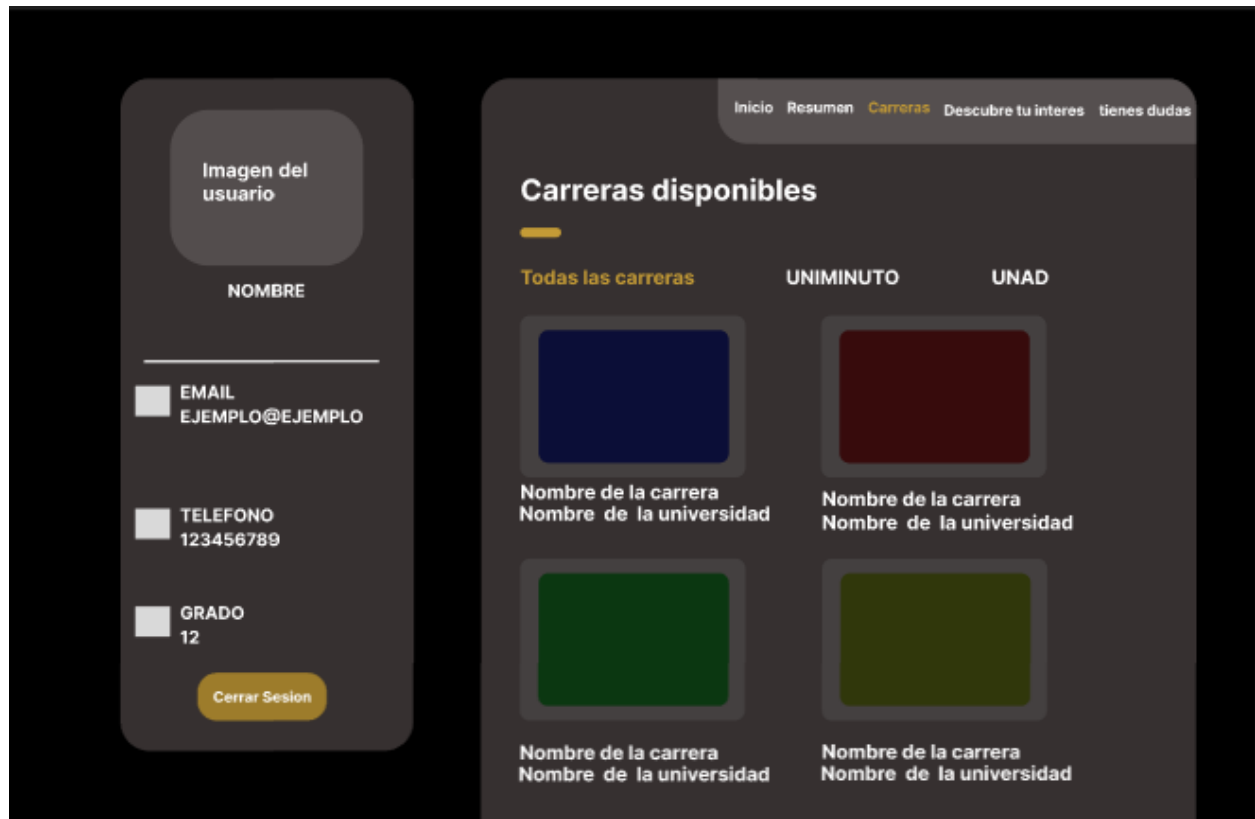 Imagen del
usuario
NOMBRE
EMAIL
EJEMPLO@EJEMPLO
TELEFONO
123456789
GRADO
12
Cerrar Sesion
Inicio Resumen Carreras Descubre tu interes tienes dudas
Carreras disponibles
Todas las carreras UNIMINUTO UNAD
Nombre de la carrera
Nombre de la universidad
Nombre de la carrera
Nombre de la universidad
Nombre de la carrera
Nombre de la universidad
Nombre de la carrera
Nombre de la universidad